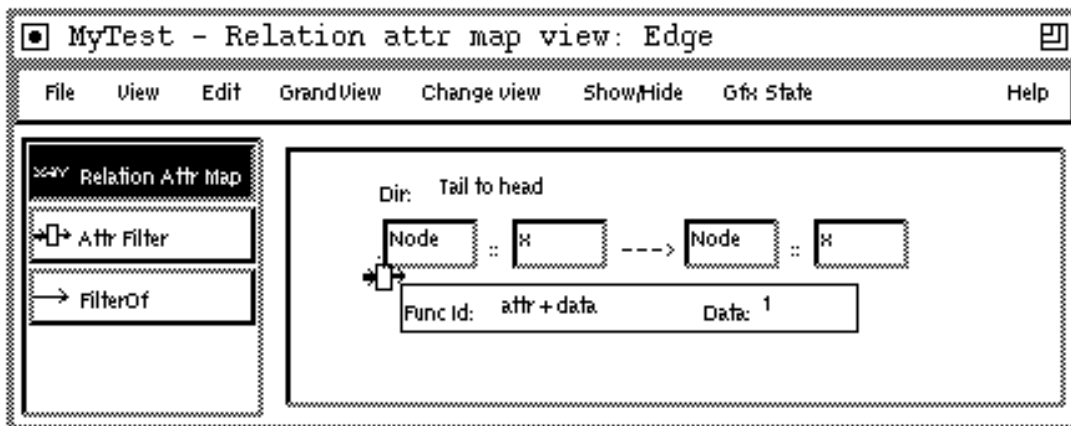 MyTest - Relation attr map view: Edge
File View Edit GrandView Change view Show/Hide Gfx State Help
X→Y Relation Attr Map
Attr Filter
FilterOf
Dir: Tail to head
Node :: x ---> Node :: x
Func Id: attr + data Data: 1